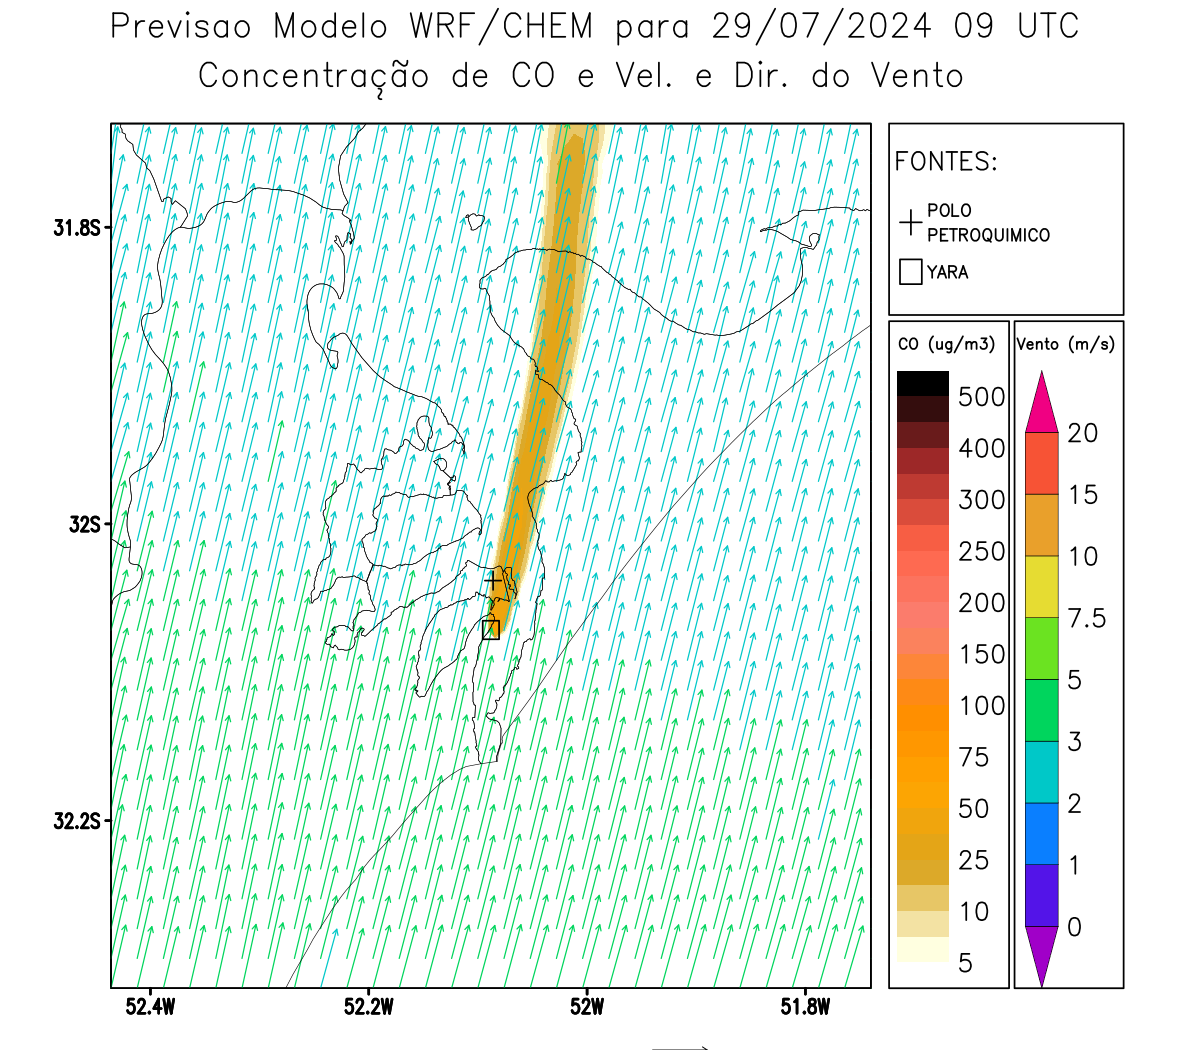 Previsao Modelo WRF/CHEM para 29/07/2024 09 UTC
Concentração de CO e Vel. e Dir. do Vento
FONTES:
POLO
PETROQUIMICO
YARA
CO (ug/m3)
500
400
300
250
200
150
100
75
50
25
10
5
Vento (m/s)
20
15
10
7.5
5
3
2
1
0
31.8S
32S
32.2S
52.4W
52.2W
52W
51.8W